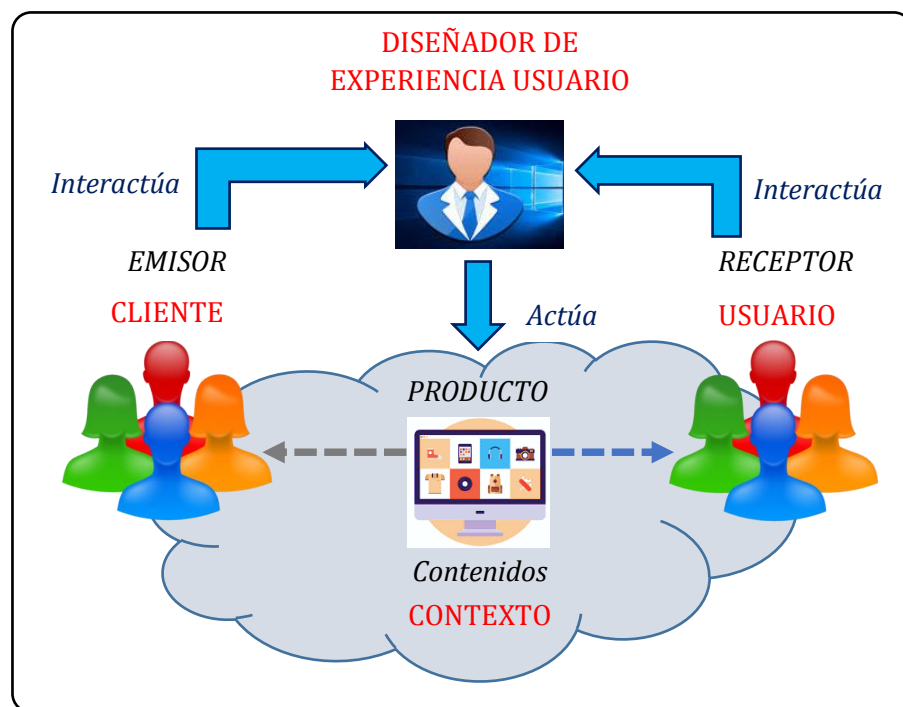 DISEÑADOR DE
EXPERIENCIA USUARIO
Interactúa
Interactúa
EMISOR
RECEPTOR
CLIENTE
Actúa
USUARIO
PRODUCTO
Contenidos
CONTEXTO